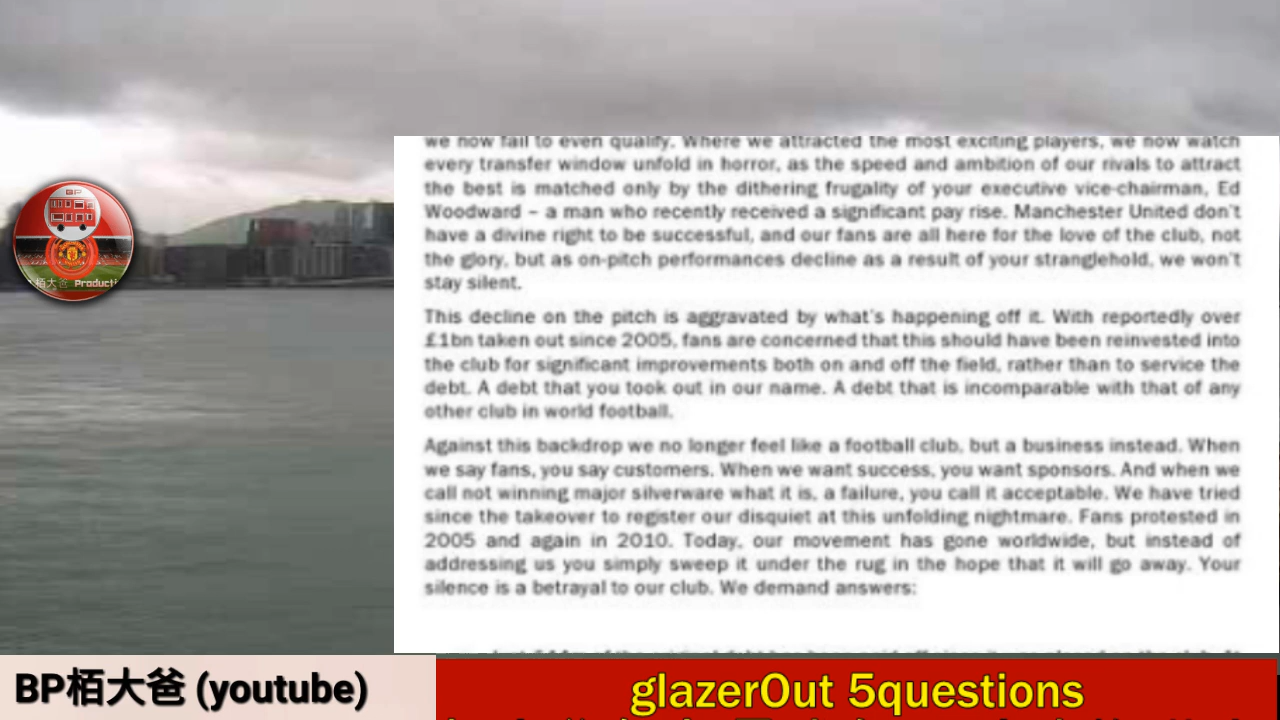 we now fail to even qualify. Where we attracted the most exciting players, we now watch
every transfer window unfold in horror, as the speed and ambition of our rivals to attract
the best is matched only by the dithering frugality of your executive vice-chairman, Ed
Woodward – a man who recently received a significant pay rise. Manchester United don't
have a divine right to be successful, and our fans are all here for the love of the club, not
the glory, but as on-pitch performances decline as a result of your stranglehold, we won't
stay silent.
This decline on the pitch is aggravated by what's happening off it. With reportedly over
£1bn taken out since 2005, fans are concerned that this should have been reinvested into
the club for significant improvements both on and off the field, rather than to service the
debt. A debt that you took out in our name. A debt that is incomparable with that of any
other club in world football.
Against this backdrop we no longer feel like a football club, but a business instead. When
we say fans, you say customers. When we want success, you want sponsors. And when we
call not winning major silverware what it is, a failure, you call it acceptable. We have tried
since the takeover to register our disquiet at this unfolding nightmare. Fans protested in
2005 and again in 2010. Today, our movement has gone worldwide, but instead of
addressing us you simply sweep it under the rug in the hope that it will go away. Your
silence is a betrayal to our club. We demand answers:
BP
栢大爸 Producti
BP栢大爸 (youtube)
glazerOut 5questions